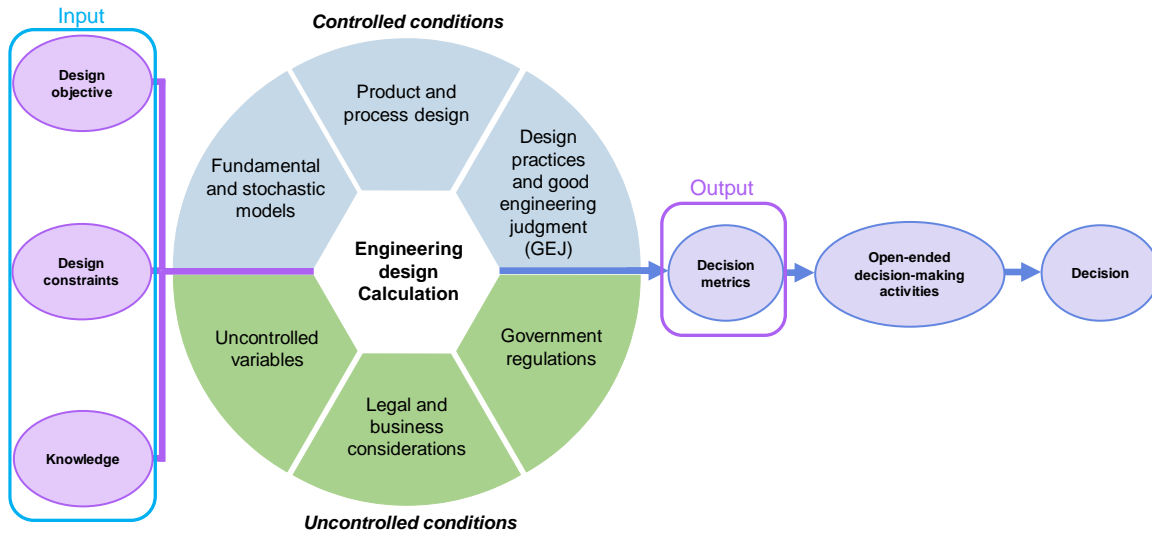 Input
Controlled conditions
Design
objective
Product and
process design
Fundamental
and stochastic
models
Design
practices
and good
engineering
judgment
(GEJ)
Output
Design
constraints
Engineering
design
Calculation
Decision
metrics
Open-ended
decision-making
activities
Decision
Uncontrolled
variables
Government
regulations
Legal and
business
considerations
Knowledge
Uncontrolled conditions